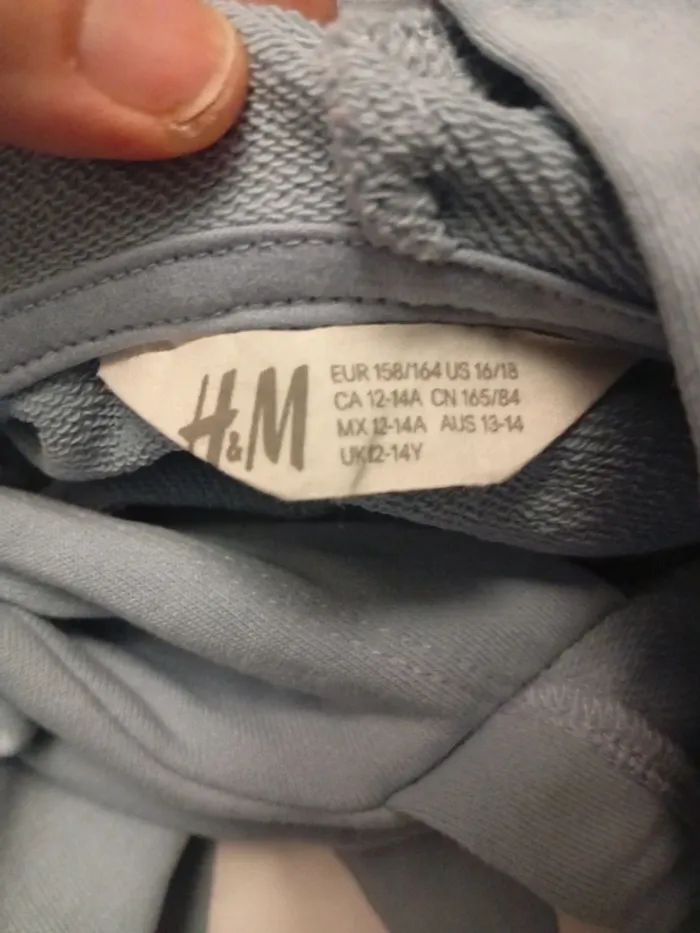 H&M
EUR 158/164 US 16/18
CA 12-14A CN 165/84
MX 12-14A AUS 13-14
UK12-14Y